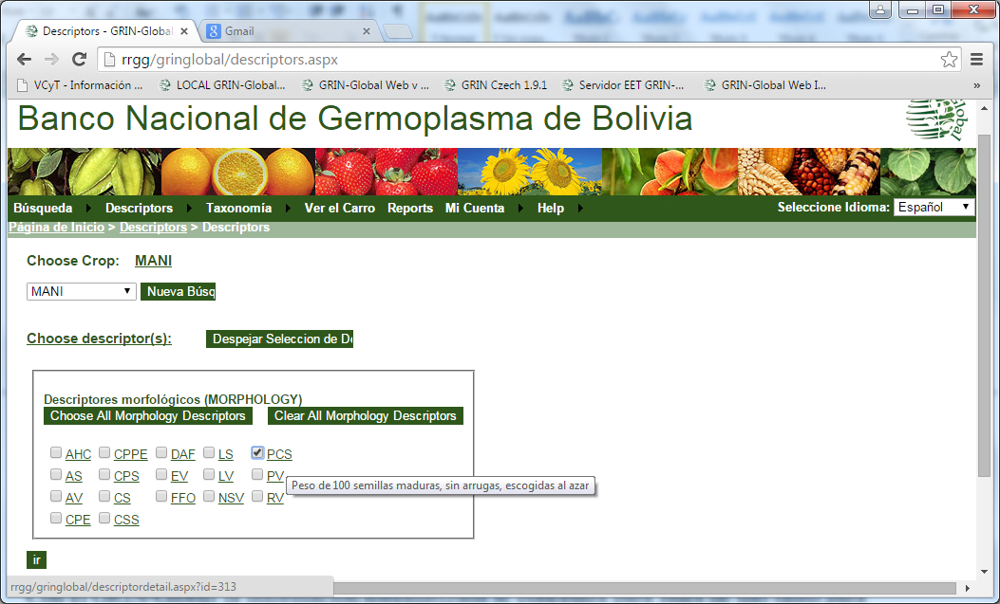 Descriptors - GRIN-Global
Gmail
rrgg/gringlobal/descriptors.aspx
VCyT - Información ... LOCAL GRIN-Global... GRIN-Global Web v ... GRIN Czech 1.9.1 Servidor EET GRIN-... GRIN-Global Web I... »
Banco Nacional de Germoplasma de Bolivia
Búsqueda Descriptors Taxonomía Ver el Carro Reports Mi Cuenta Help Seleccione Idioma: Español
Página de Inicio > Descriptors > Descriptors
Choose Crop: MANI
MANI Nueva Búsq
Choose descriptor(s): Despejar Seleccion de De
Descriptores morfológicos (MORPHOLOGY)
Choose All Morphology Descriptors Clear All Morphology Descriptors
AHC CPPE DAF LS PCS
AS CPS EV LV PV
Peso de 100 semillas maduras, sin arrugas, escogidas al azar
AV CS FFO NSV RV
CPE CSS
ir
rrgg/gringlobal/descriptordetail.aspx?id=313